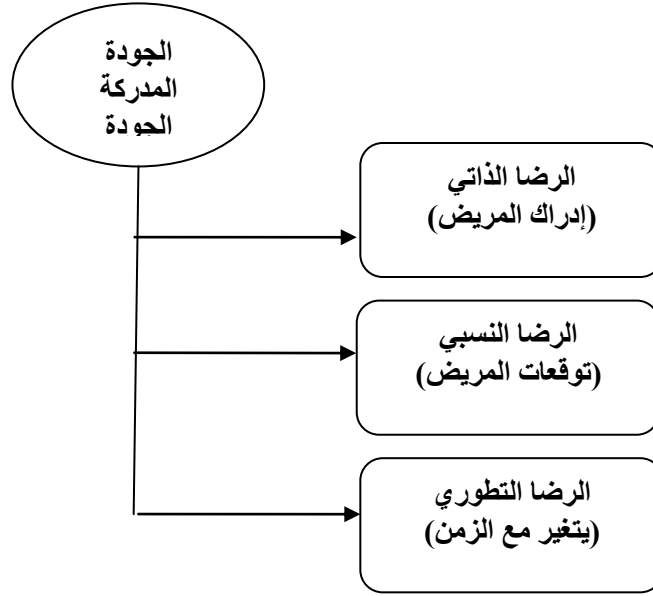 الجودة
المدركة
الجودة
الرضا الذاتي
(إدراك المريض)
الرضا النسبي
(توقعات المريض)
الرضا التطوري
(يتغير مع الزمن)